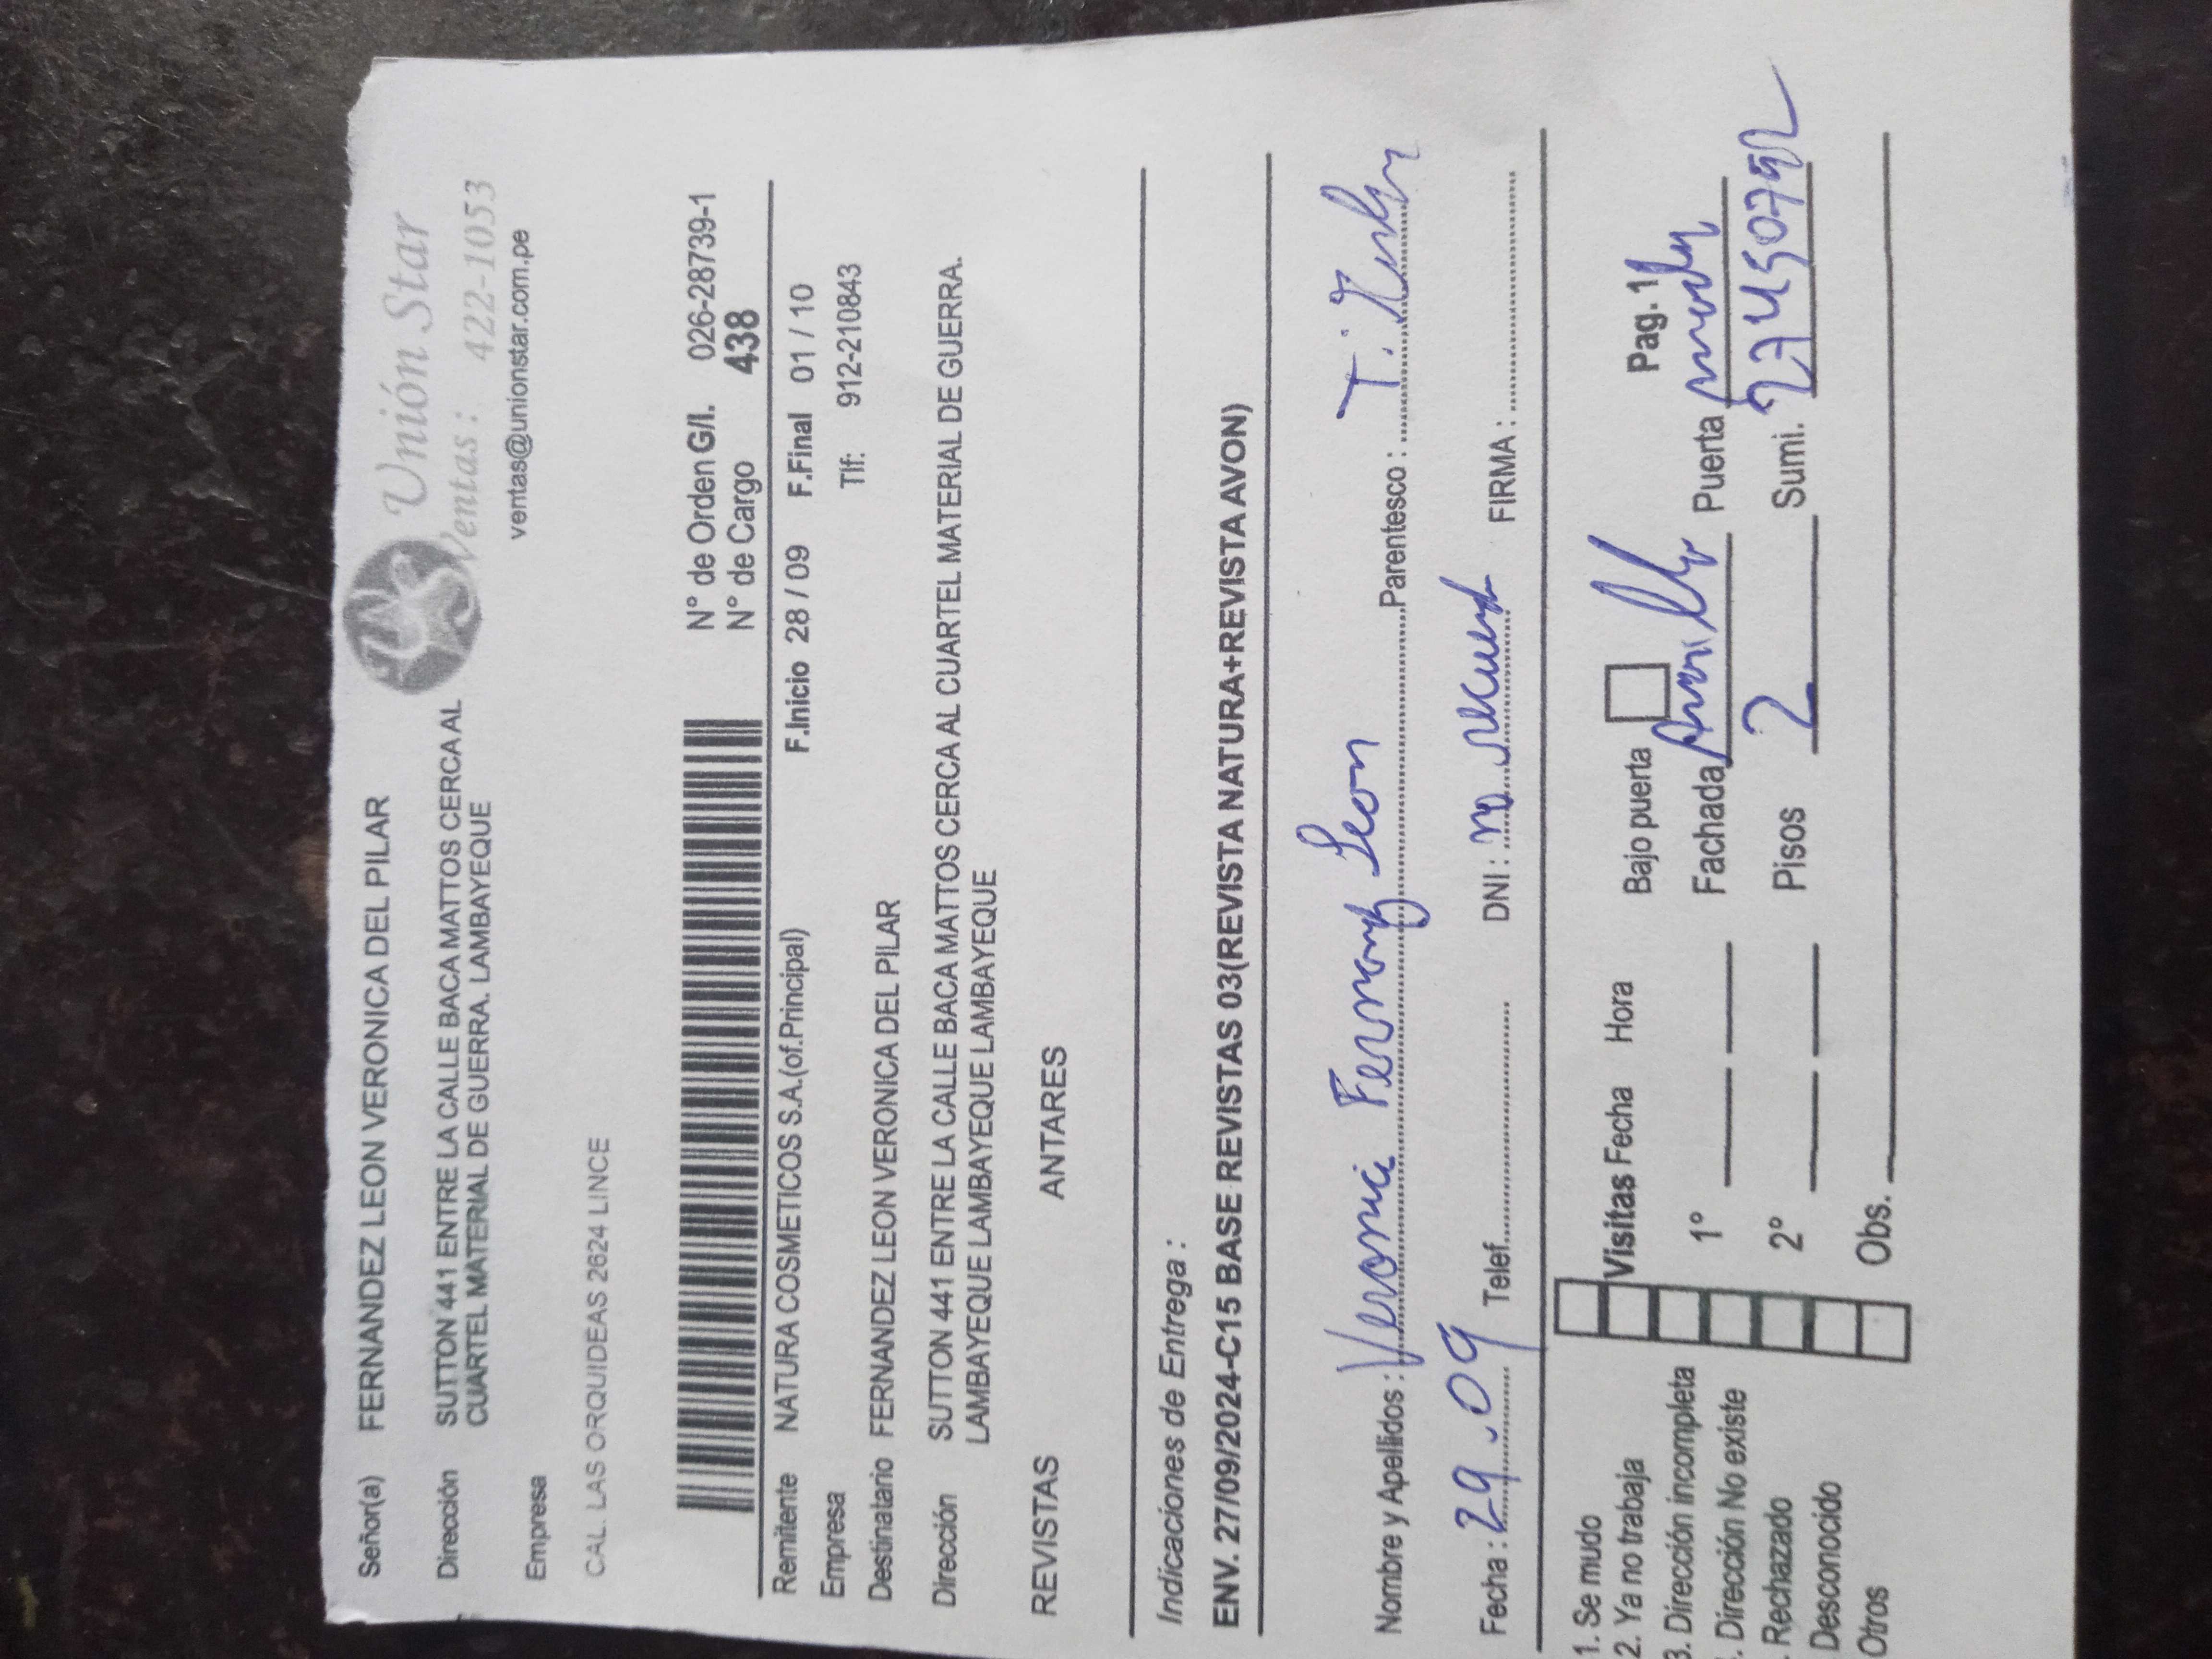 Señor(a) FERNANDEZ LEON VERONICA DEL PILAR
Unión Star
Ventas : 422-1053
ventas@unionstar.com.pe
Dirección SUTTON 441 ENTRE LA CALLE BACA MATTOS CERCA AL
CUARTEL MATERIAL DE GUERRA. LAMBAYEQUE
Empresa
CAL. LAS ORQUIDEAS 2624 LINCE
N° de Orden G/I. 026-28739-1
N° de Cargo 438
Remitente NATURA COSMETICOS S.A.(of.Principal) F.Inicio 28 / 09 F.Final 01 / 10
Empresa Tlf: 912-210843
Destinatario FERNANDEZ LEON VERONICA DEL PILAR
Dirección SUTTON 441 ENTRE LA CALLE BACA MATTOS CERCA AL CUARTEL MATERIAL DE GUERRA.
LAMBAYEQUE LAMBAYEQUE LAMBAYEQUE
REVISTAS ANTARES
Indicaciones de Entrega :
ENV. 27/09/2024-C15 BASE REVISTAS 03(REVISTA NATURA+REVISTA AVON)
Nombre y Apellidos : Veronica Fernandez Leon Parentesco : T.
Fecha : 29.09 Telef. DNI : FIRMA :
1. Se mudo
2. Ya no trabaja Visitas Fecha Hora Bajo puerta Pag. 1
3. Dirección incompleta
. Dirección No existe 1° Fachada Puerta
. Rechazado 2° Pisos 2 Sumi.
Desconocido
Otros Obs.